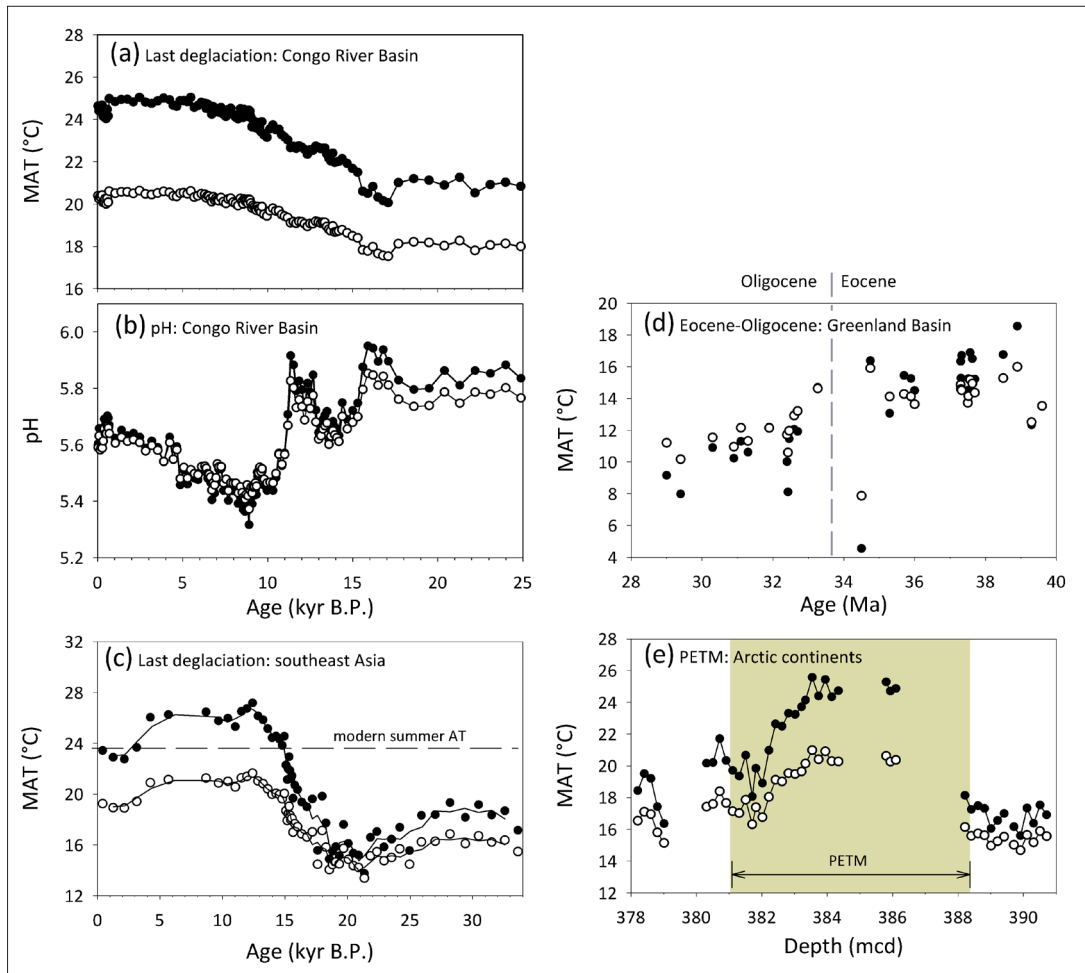 (a) Last deglaciation: Congo River Basin
28
26
24
22
20
18
16
MAT (°C)
(b) pH: Congo River Basin
6.0
5.8
5.6
5.4
5.2
pH
0 5 10 15 20 25
Age (kyr B.P.)
(c) Last deglaciation: southeast Asia
32
28
24
20
16
12
MAT (°C)
modern summer AT
0 5 10 15 20 25 30
Age (kyr B.P.)
Oligocene Eocene
(d) Eocene-Oligocene: Greenland Basin
20
18
16
14
12
10
8
6
4
MAT (°C)
28 30 32 34 36 38 40
Age (Ma)
(e) PETM: Arctic continents
28
26
24
22
20
18
16
14
12
MAT (°C)
PETM
378 380 382 384 386 388 390
Depth (mcd)